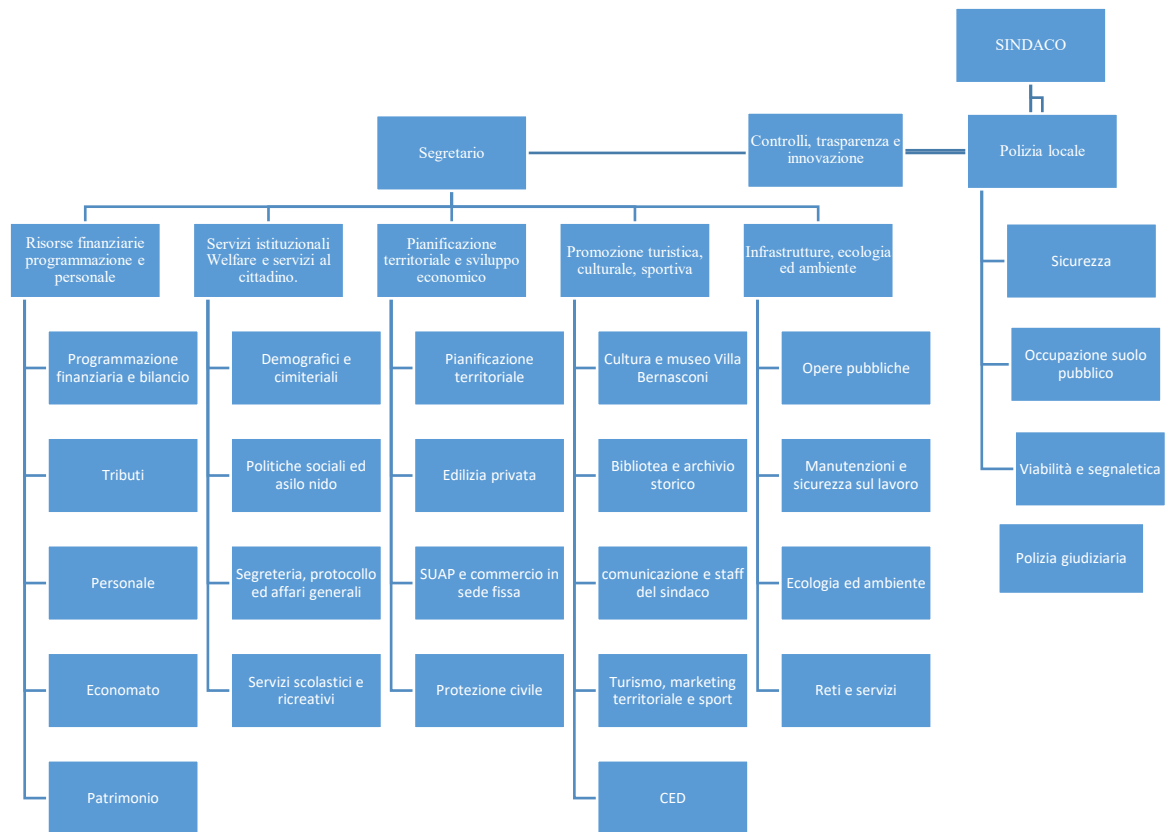 SINDACO
Segretario
Controlli, trasparenza e
innovazione
Polizia locale
Risorse finanziarie
programmazione e
personale
Servizi istituzionali
Welfare e servizi al
cittadino.
Pianificazione
territoriale e sviluppo
economico
Promozione turistica,
culturale, sportiva
Infrastrutture, ecologia
ed ambiente
Programmazione
finanziaria e bilancio
Tributi
Personale
Economato
Patrimonio
Demografici e
cimiteriali
Politiche sociali ed
asilo nido
Segreteria, protocollo
ed affari generali
Servizi scolastici e
ricreativi
Pianificazione
territoriale
Edilizia privata
SUAP e commercio in
sede fissa
Protezione civile
Cultura e museo Villa
Bernasconi
Bibliotea e archivio
storico
comunicazione e staff
del sindaco
Turismo, marketing
territoriale e sport
CED
Opere pubbliche
Manutenzioni e
sicurezza sul lavoro
Ecologia ed ambiente
Reti e servizi
Sicurezza
Occupazione suolo
pubblico
Viabilità e segnaletica
Polizia giudiziaria